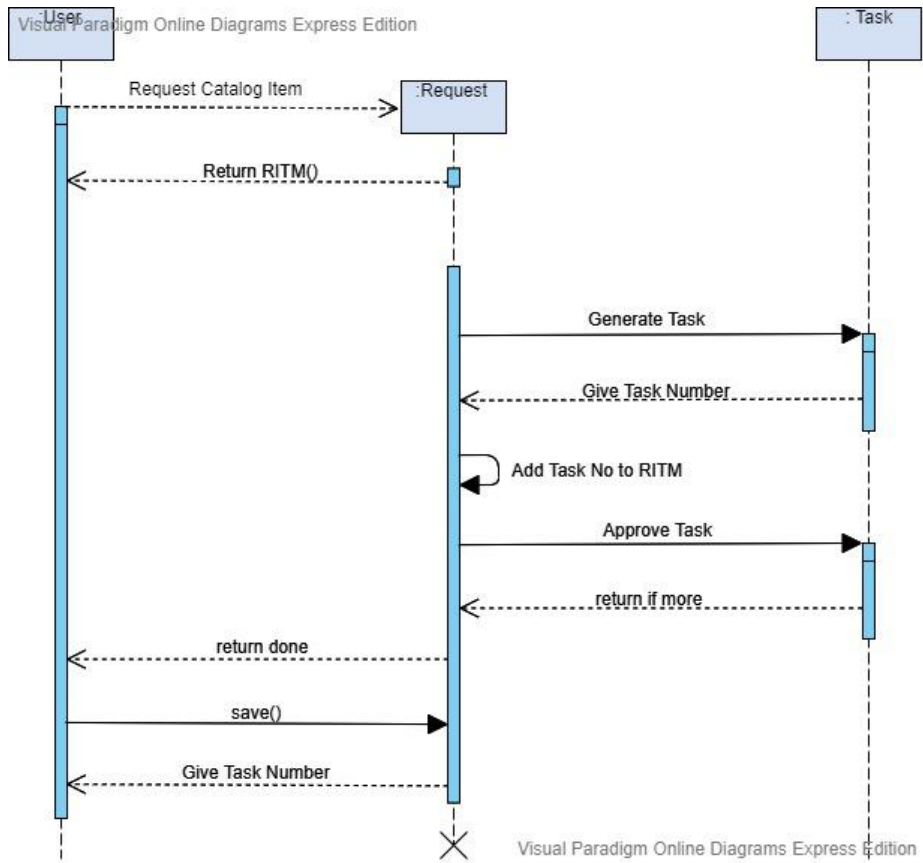 :User
Visual Paradigm Online Diagrams Express Edition
: Task
Request Catalog Item
:Request
Return RITM()
Generate Task
Give Task Number
Add Task No to RITM
Approve Task
return if more
return done
save()
Give Task Number
Visual Paradigm Online Diagrams Express Edition